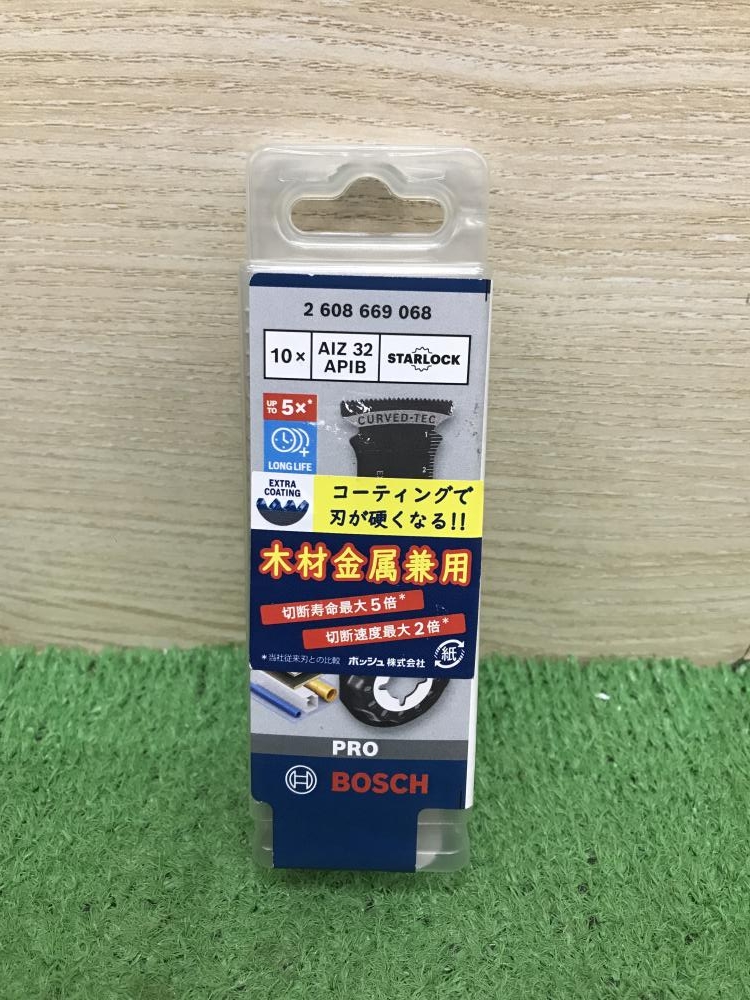 2 608 669 068
10×
AIZ 32
APIB
STARLOCK
UP TO 5×*
CURVED-TEC
1
2
LONG LIFE
EXTRA
COATING
コーティングで
刃が硬くなる!!
木材金属兼用
切断寿命最大5倍*
切断速度最大2倍*
*当社従来刃との比較 ボッシュ株式会社
紙
PRO
BOSCH